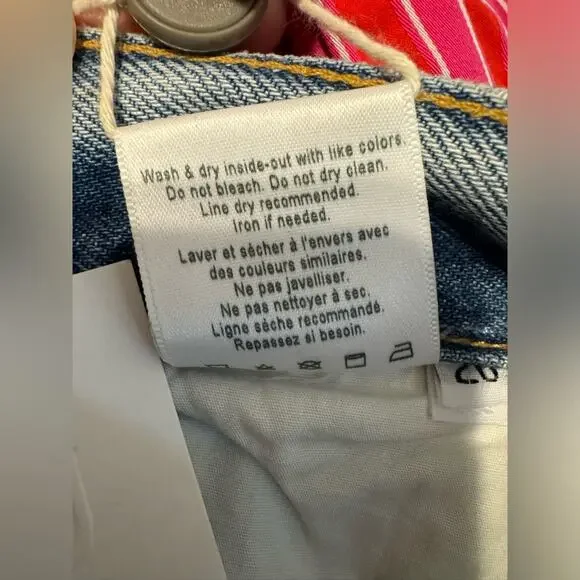 Wash & dry inside-out with like colors.
Do not bleach. Do not dry clean.
Line dry recommended.
Iron if needed.
Laver et sècher à l'envers avec
des couleurs similaires.
Ne pas javelliser.
Ne pas nettoyer à sec.
Ligne sèche recommandé.
Repassez si besoin.